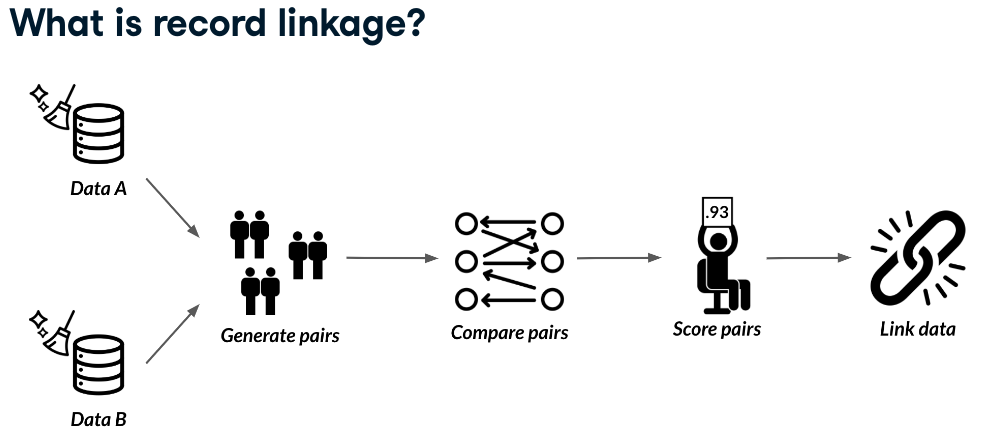 What is record linkage?
Data A
Generate pairs
Compare pairs
.93
Score pairs
Link data
Data B